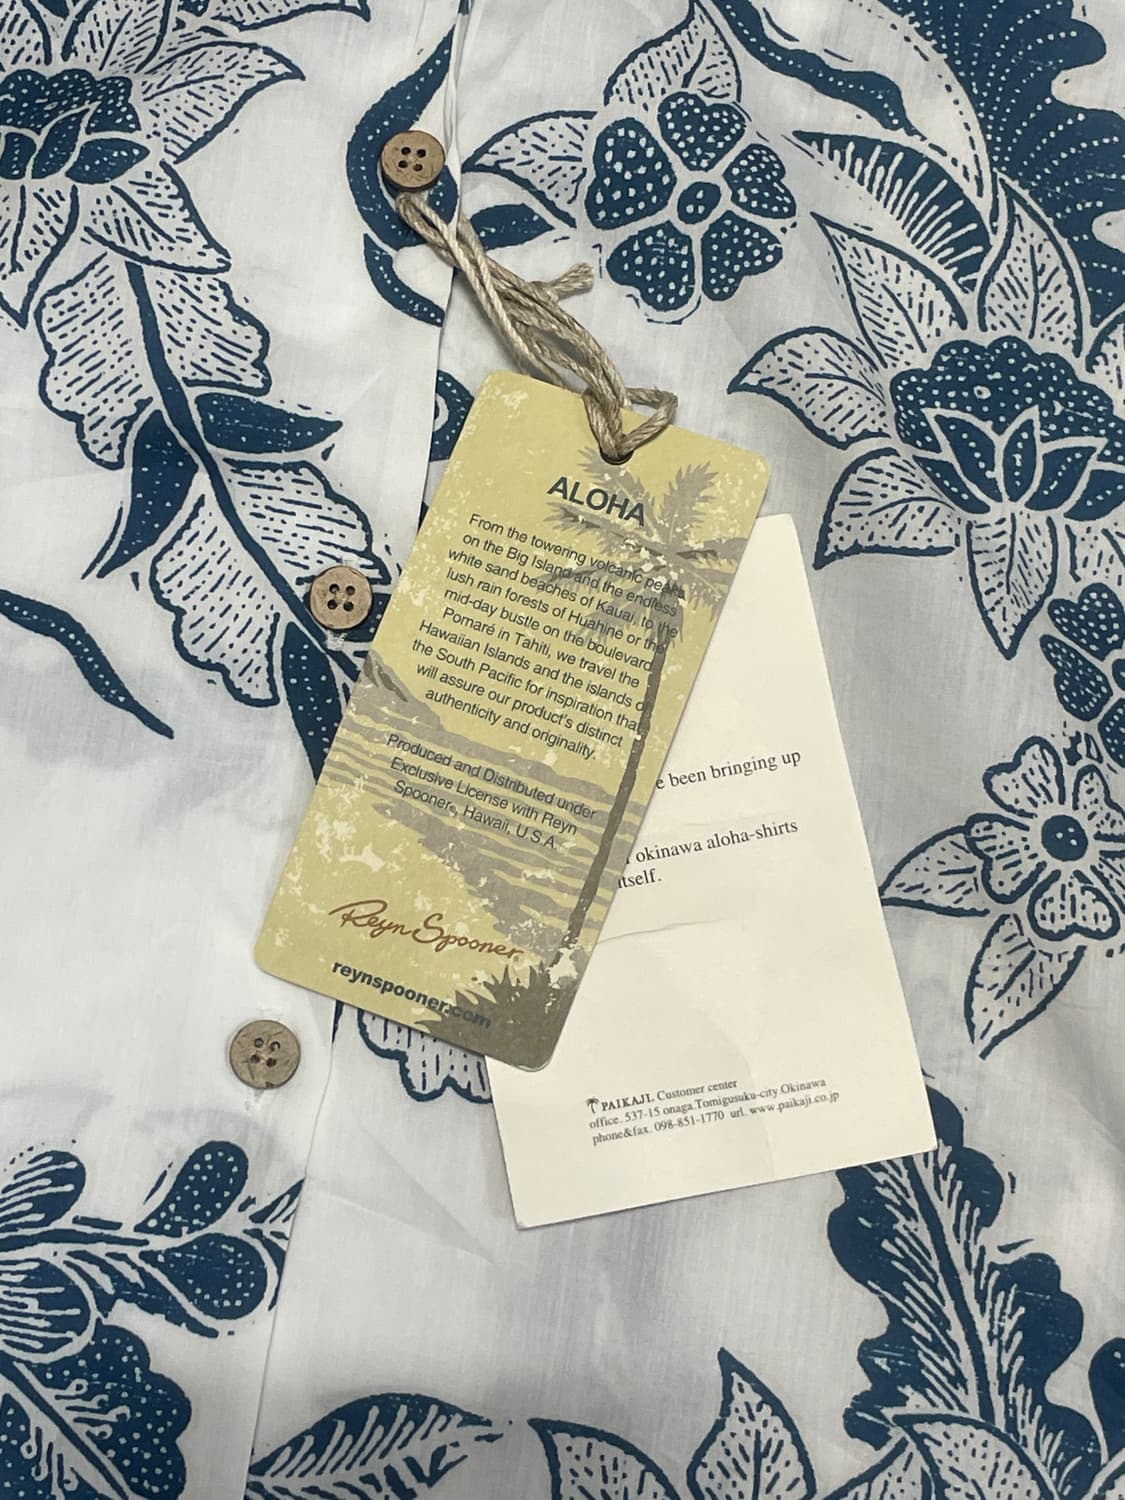 ALOHA
From the towering volcanic peaks
on the Big Island and the endless
white sand beaches of Kauai, to the
lush rain forests of Huahine or the
mid-day bustle on the boulevard
Pomaré in Tahiti, we travel the
Hawaiian Islands and the islands of
the South Pacific for inspiration that
will assure our product's distinct
authenticity and originality.
Produced and Distributed under
Exclusive License with Reyn
Spooner, Hawaii, U.S.A.
Reyn Spooner
reynspooner.com
been bringing up
okinawa aloha-shirts
itself.
PAIKAJI. Customer center
office. 537-15 onaga.Tomigusuku-city.Okinawa
phone&fax. 098-851-1770 url. www.paikaji.co.jp